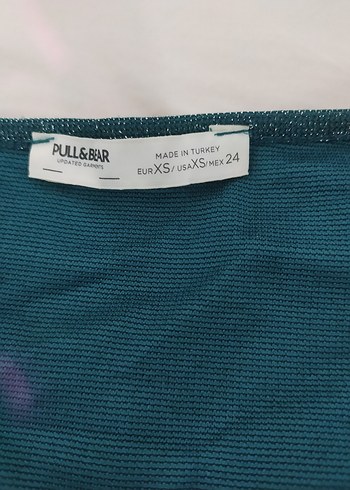 PULL&BEAR
UPDATED GARMENTS
MADE IN TURKEY
EUR XS / USA XS / MEX 24